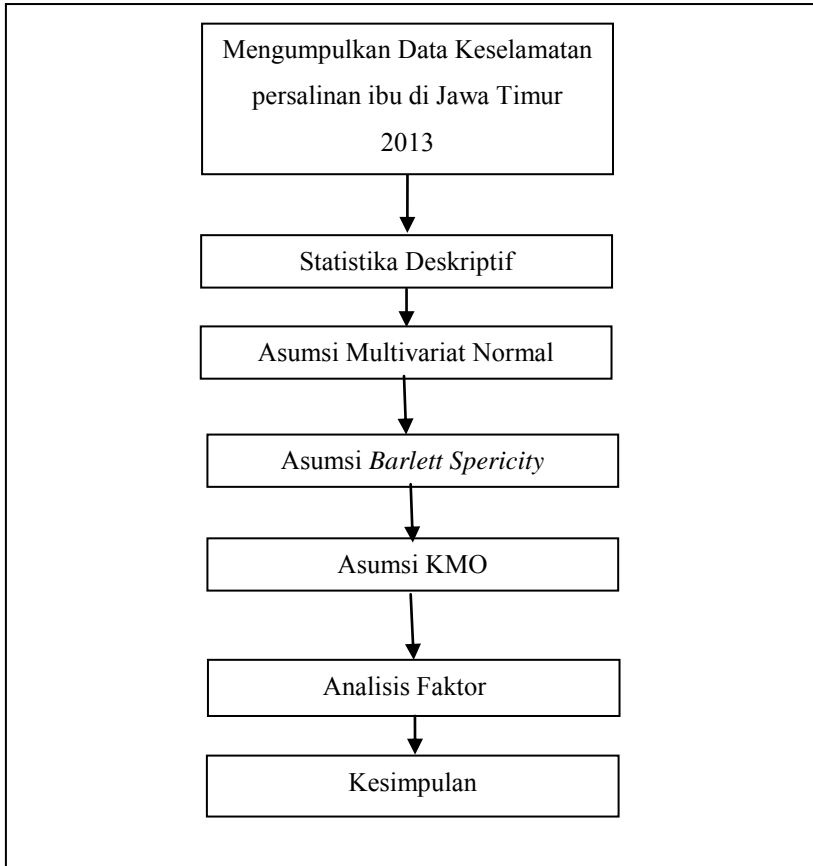 Mengumpulkan Data Keselamatan
persalinan ibu di Jawa Timur
2013
Statistika Deskriptif
Asumsi Multivariat Normal
Asumsi Barlett Spericity
Asumsi KMO
Analisis Faktor
Kesimpulan